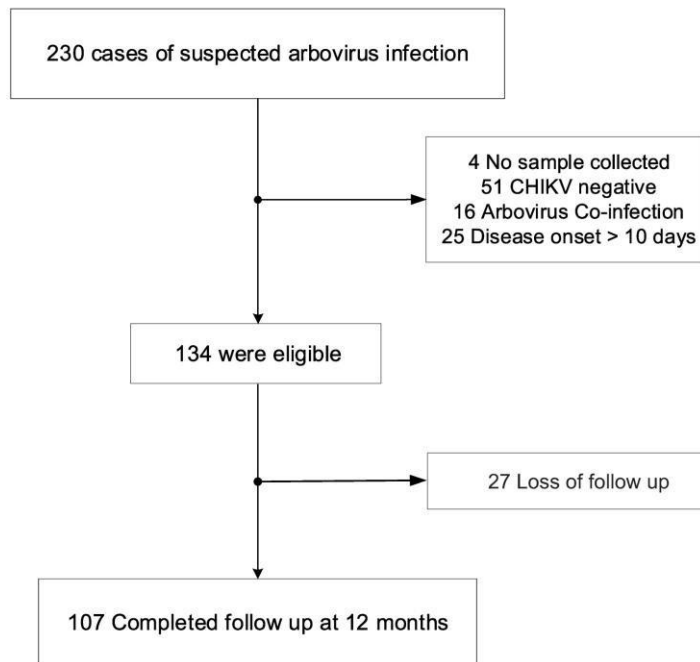 230 cases of suspected arbovirus infection
4 No sample collected
51 CHIKV negative
16 Arbovirus Co-infection
25 Disease onset > 10 days
134 were eligible
27 Loss of follow up
107 Completed follow up at 12 months